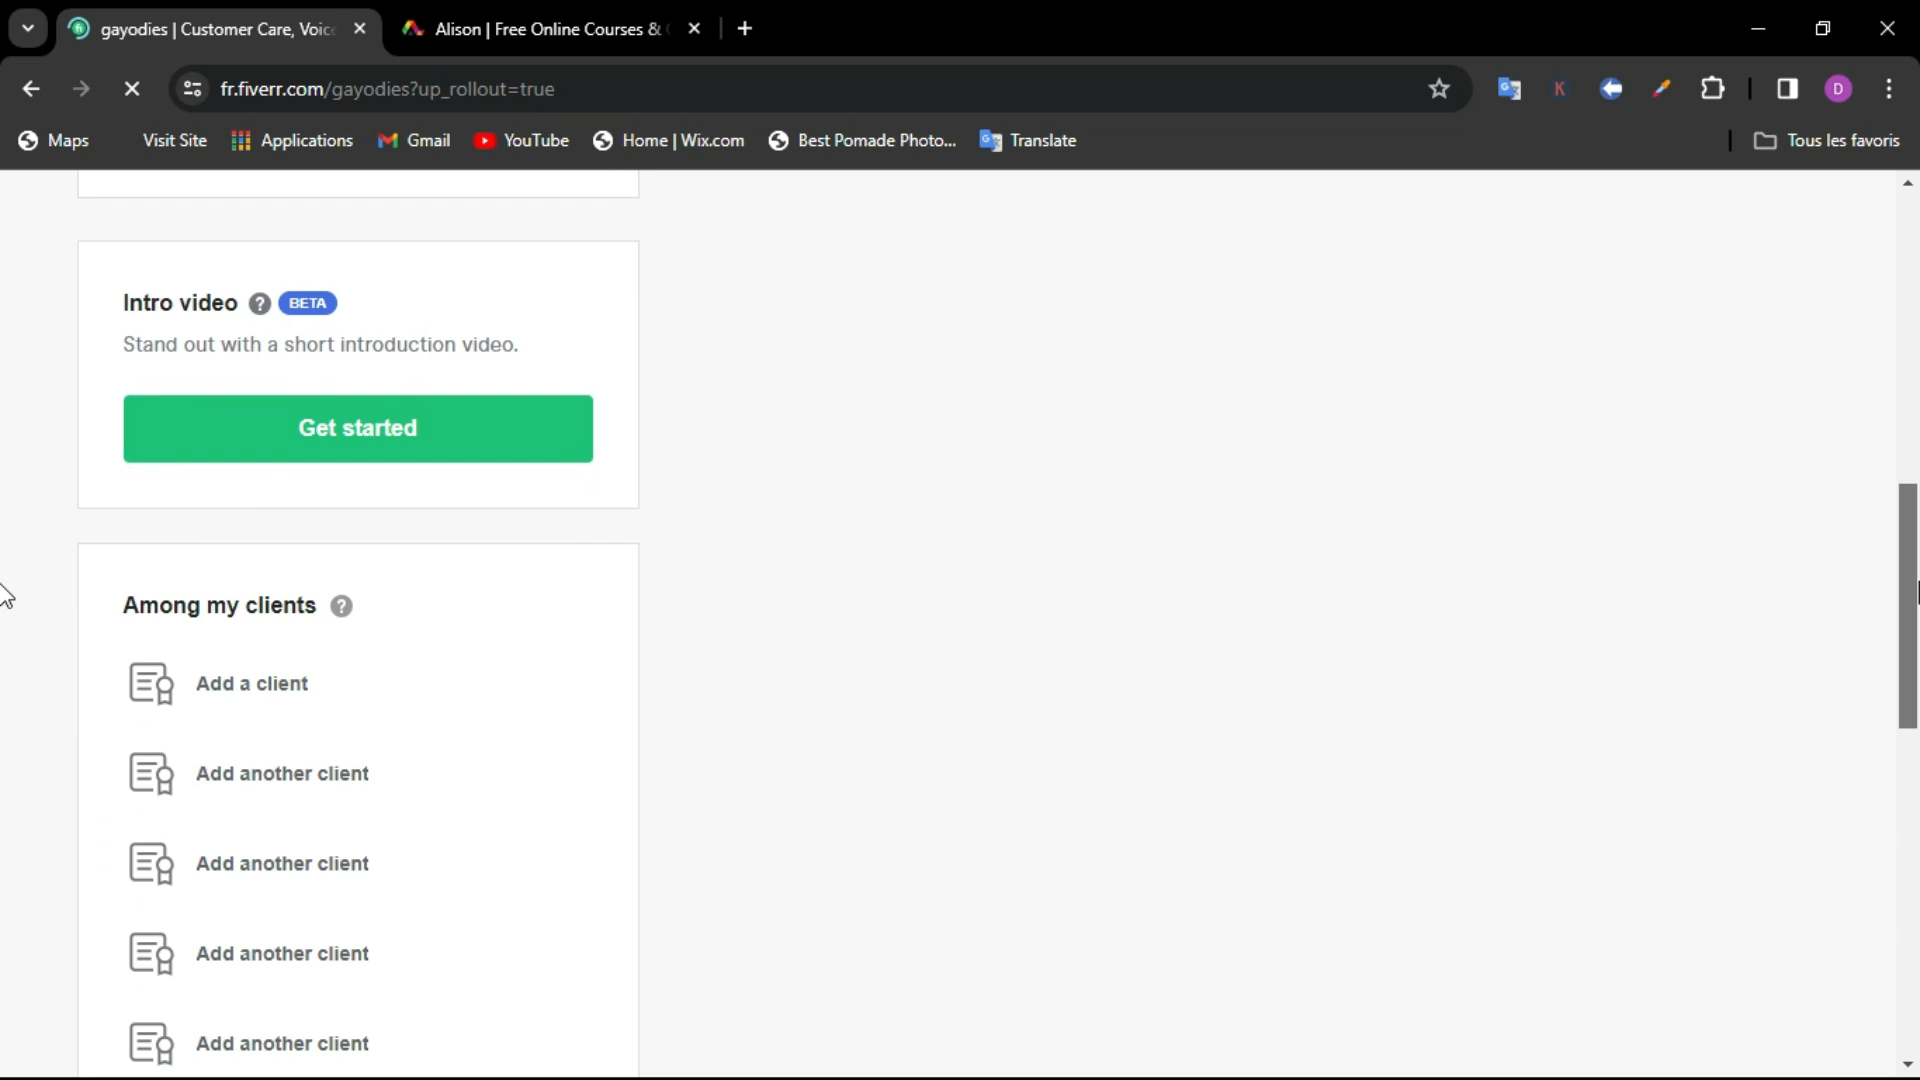 gayodies | Customer Care, Voic
Alison | Free Online Courses &
fr.fiverr.com/gayodies?up_rollout=true
K
D
Maps
Visit Site
Applications
Gmail
YouTube
Home | Wix.com
Best Pomade Photo...
Translate
Tous les favoris
Intro video ? BETA
Stand out with a short introduction video.
Get started
Among my clients ?
Add a client
Add another client
Add another client
Add another client
Add another client